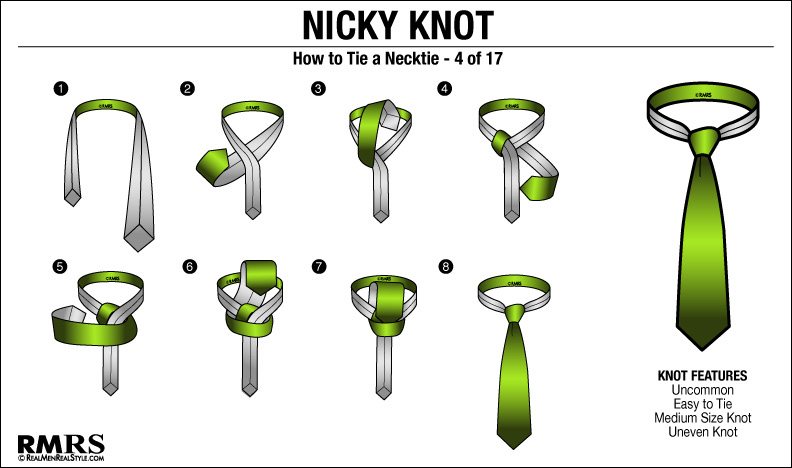 NICKY KNOT
How to Tie a Necktie - 4 of 17
1
©RMRS
2
©RMRS
3
©RMRS
4
©RMRS
©RMRS
5
©RMRS
6
©RMRS
7
©RMRS
8
©RMRS
KNOT FEATURES
Uncommon
Easy to Tie
Medium Size Knot
Uneven Knot
RMRS
© REALMENREALSTYLE.COM